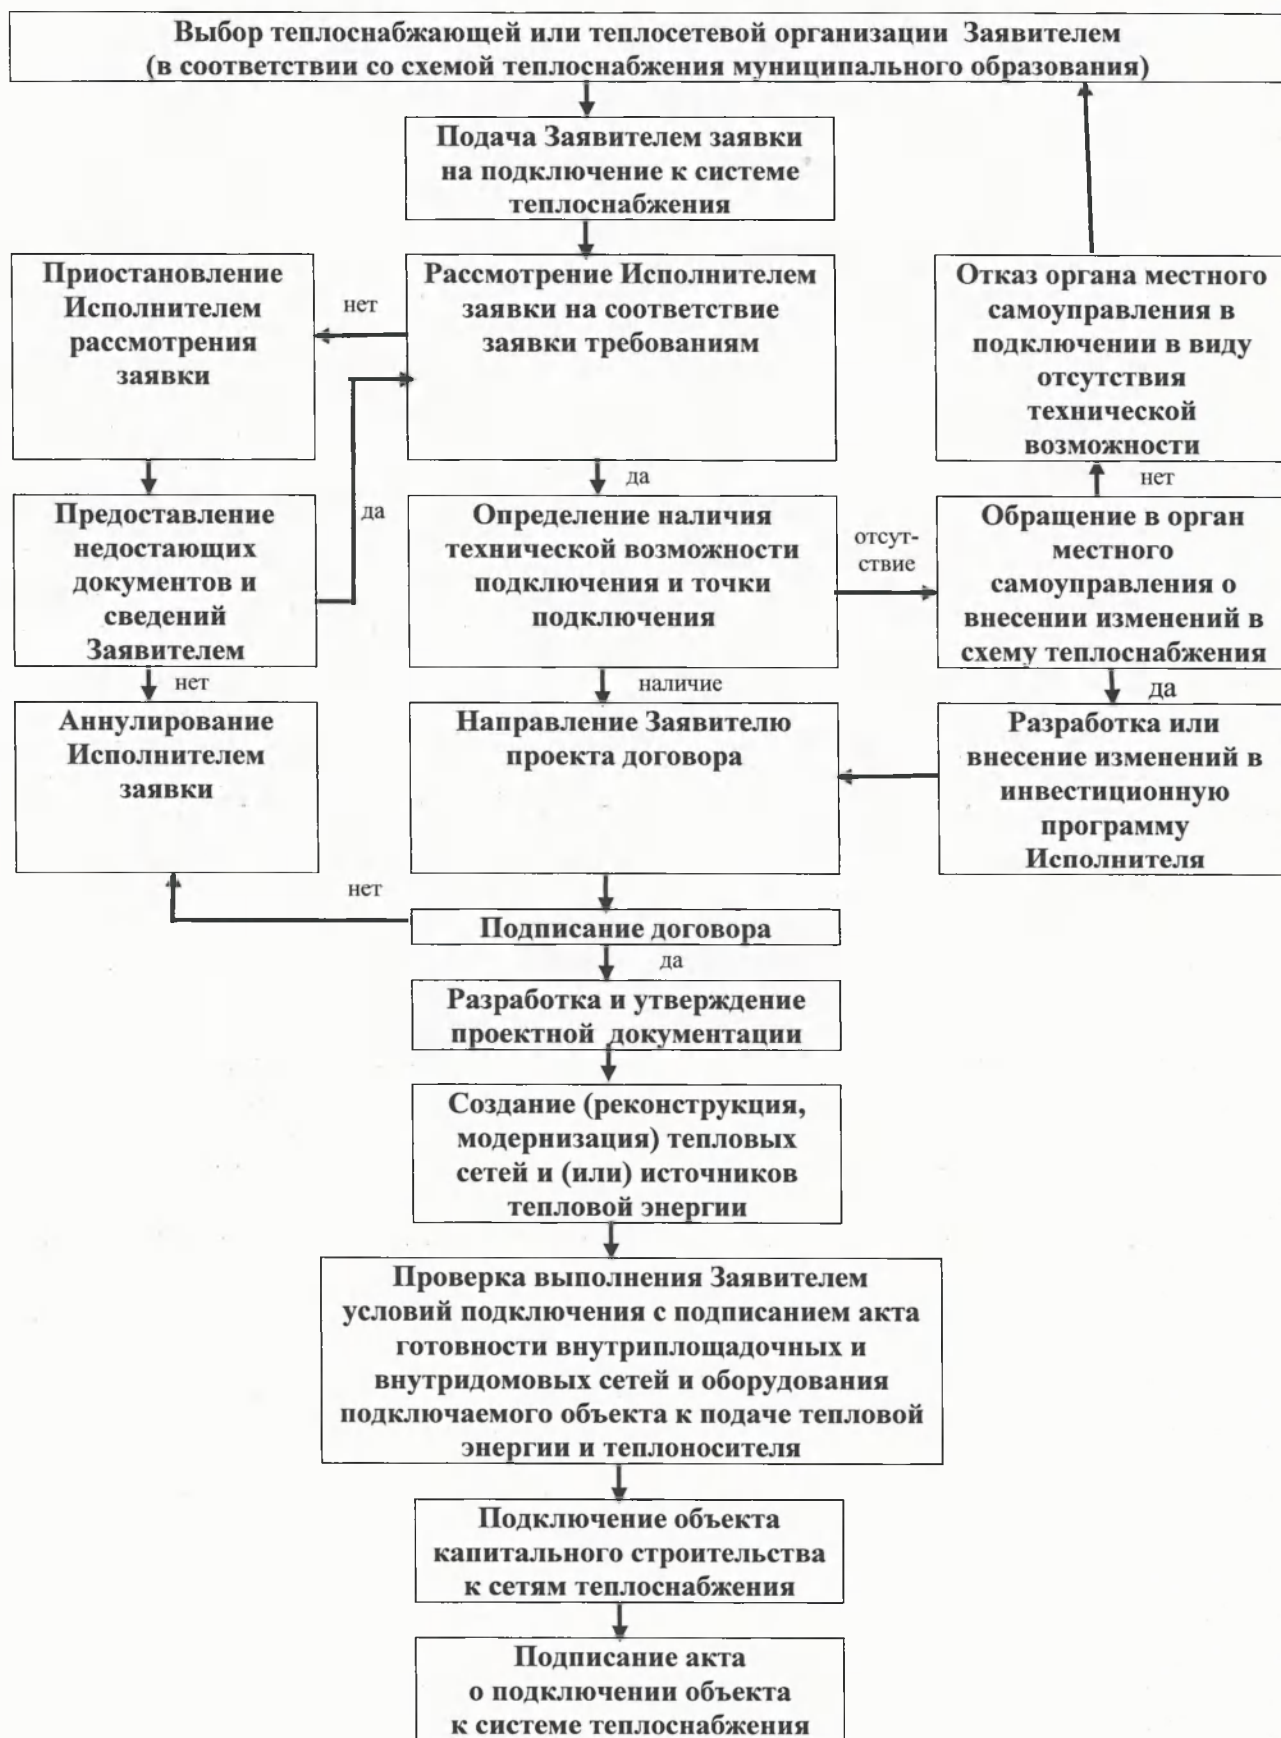 Выбор теплоснабжающей или теплосетевой организации Заявителем
(в соответствии со схемой теплоснабжения муниципального образования)
Подача Заявителем заявки
на подключение к системе
теплоснабжения
Приостановление
Исполнителем
рассмотрения
заявки
нет
Рассмотрение Исполнителем
заявки на соответствие
заявки требованиям
Отказ органа местного
самоуправления в
подключении в виду
отсутствия
технической
возможности
да
нет
Предоставление
недостающих
документов и
сведений
Заявителем
да
Определение наличия
технической возможности
подключения и точки
подключения
отсут-
ствие
Обращение в орган
местного
самоуправления о
внесении изменений в
схему теплоснабжения
нет
наличие
да
Аннулирование
Исполнителем
заявки
Направление Заявителю
проекта договора
Разработка или
внесение изменений в
инвестиционную
программу
Исполнителя
нет
Подписание договора
да
Разработка и утверждение
проектной документации
Создание (реконструкция,
модернизация) тепловых
сетей и (или) источников
тепловой энергии
Проверка выполнения Заявителем
условий подключения с подписанием акта
готовности внутриплощадочных и
внутридомовых сетей и оборудования
подключаемого объекта к подаче тепловой
энергии и теплоносителя
Подключение объекта
капитального строительства
к сетям теплоснабжения
Подписание акта
о подключении объекта
к системе теплоснабжения